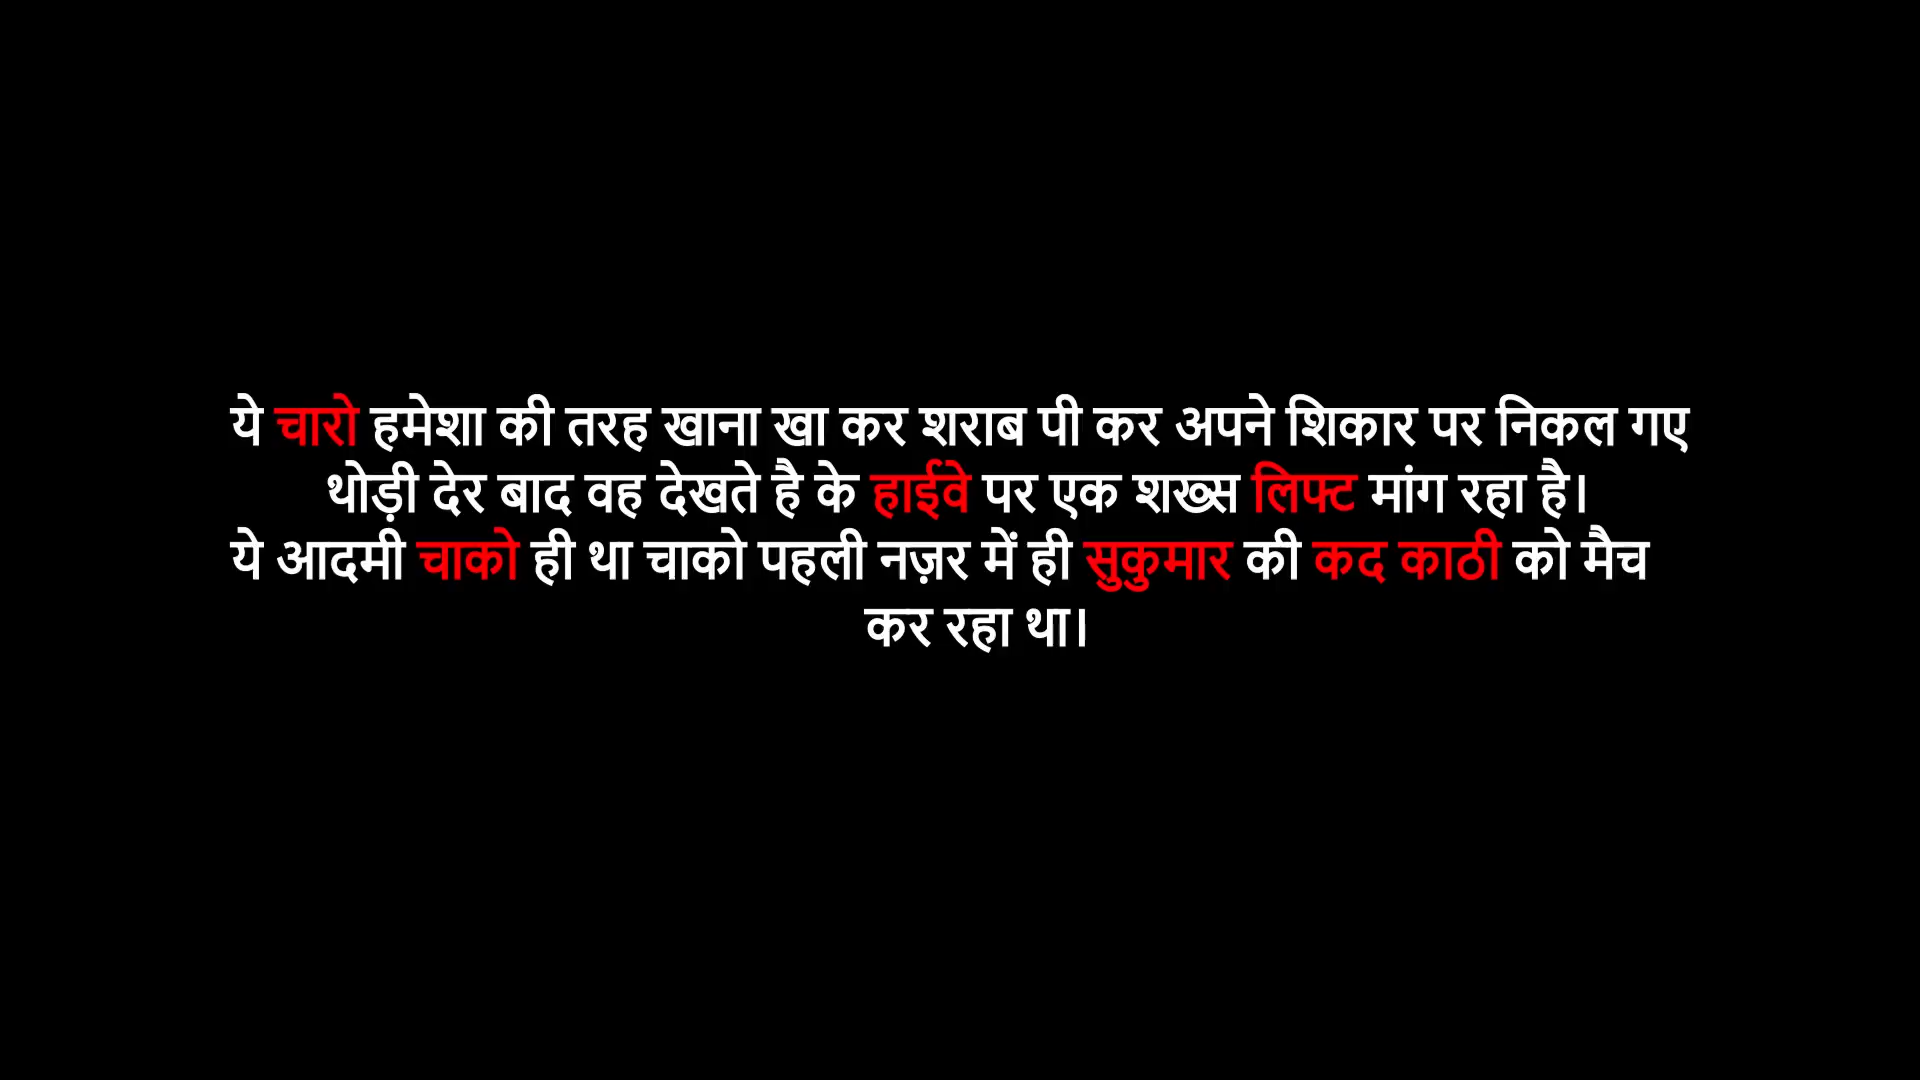 ये चारो हमेशा की तरह खाना खा कर शराब पी कर अपने शिकार पर निकल गए
थोड़ी देर बाद वह देखते है के हाईवे पर एक शख्स लिफ्ट मांग रहा है।
ये आदमी चाको ही था चाको पहली नज़र में ही सुकुमार की कद काठी को मैच
कर रहा था।